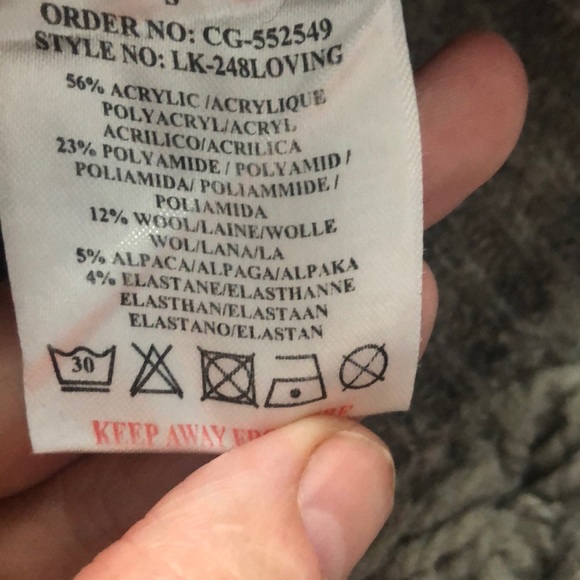 S
ORDER NO: CG-552549
STYLE NO: LK-248LOVING
56% ACRYLIC /ACRYLIQUE
POLYACRYL/ACRYL
ACRILICO/ACRILICA
23% POLYAMIDE / POLYAMID /
POLIAMIDA/ POLIAMMIDE /
POLIAMIDA
12% WOOL/LAINE/WOLLE
WOL/LANA/LA
5% ALPACA/ALPAGA/ALPAKA
4% ELASTANE/ELASTHANNE
ELASTHAN/ELASTAAN
ELASTANO/ELASTAN
30
KEEP AWAY